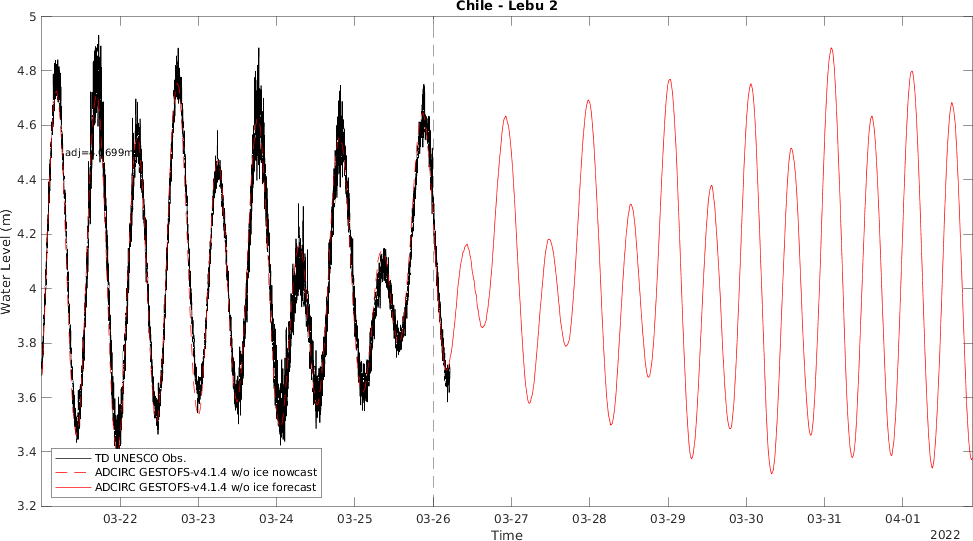 Chile - Lebu 2
5
4.8
4.6
4.4
4.2
4
3.8
3.6
3.4
3.2
Water Level (m)
TD UNESCO Obs.
ADCIRC GESTOFS-v4.1.4 w/o ice nowcast
ADCIRC GESTOFS-v4.1.4 w/o ice forecast
03-22 03-23 03-24 03-25 03-26 03-27 03-28 03-29 03-30 03-31 04-01
Time
2022